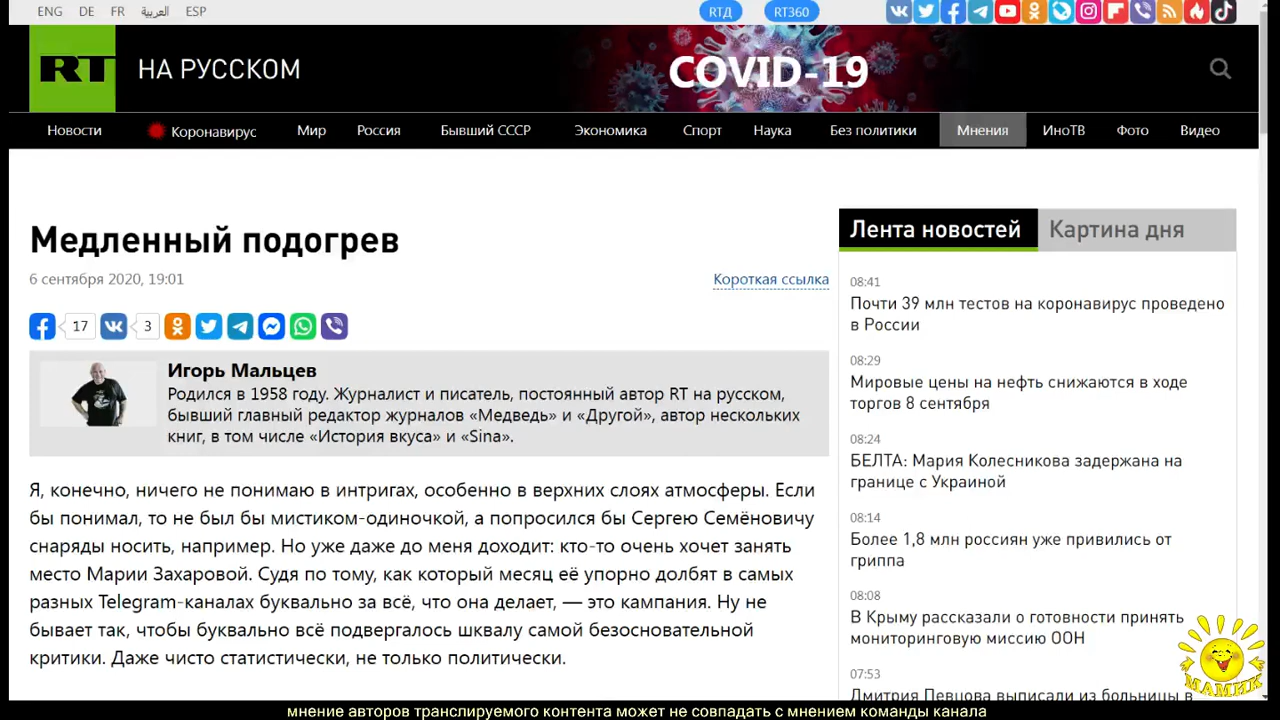 ENG DE FR العربية ESP
RTД RT360
RT НА РУССКОМ
COVID-19
Новости Коронавирус Мир Россия Бывший СССР Экономика Спорт Наука Без политики Мнения ИноТВ Фото Видео
Медленный подогрев
6 сентября 2020, 19:01
Короткая ссылка
17 3
Игорь Мальцев
Родился в 1958 году. Журналист и писатель, постоянный автор RT на русском,
бывший главный редактор журналов «Медведь» и «Другой», автор нескольких
книг, в том числе «История вкуса» и «Sina».
Я, конечно, ничего не понимаю в интригах, особенно в верхних слоях атмосферы. Если
бы понимал, то не был бы мистиком-одиночкой, а попросился бы Сергею Семёновичу
снаряды носить, например. Но уже даже до меня доходит: кто-то очень хочет занять
место Марии Захаровой. Судя по тому, как который месяц её упорно долбят в самых
разных Telegram-каналах буквально за всё, что она делает, — это кампания. Ну не
бывает так, чтобы буквально всё подвергалось шквалу самой безосновательной
критики. Даже чисто статистически, не только политически.
Лента новостей Картина дня
08:41
Почти 39 млн тестов на коронавирус проведено
в России
08:29
Мировые цены на нефть снижаются в ходе
торгов 8 сентября
08:24
БЕЛТА: Мария Колесникова задержана на
границе с Украиной
08:14
Более 1,8 млн россиян уже привились от
гриппа
08:08
В Крыму рассказали о готовности принять
мониторинговую миссию ООН
07:53
Дмитрия Певцова выписали из больницы в
МАМИК
мнение авторов транслируемого контента может не совпадать с мнением команды канала